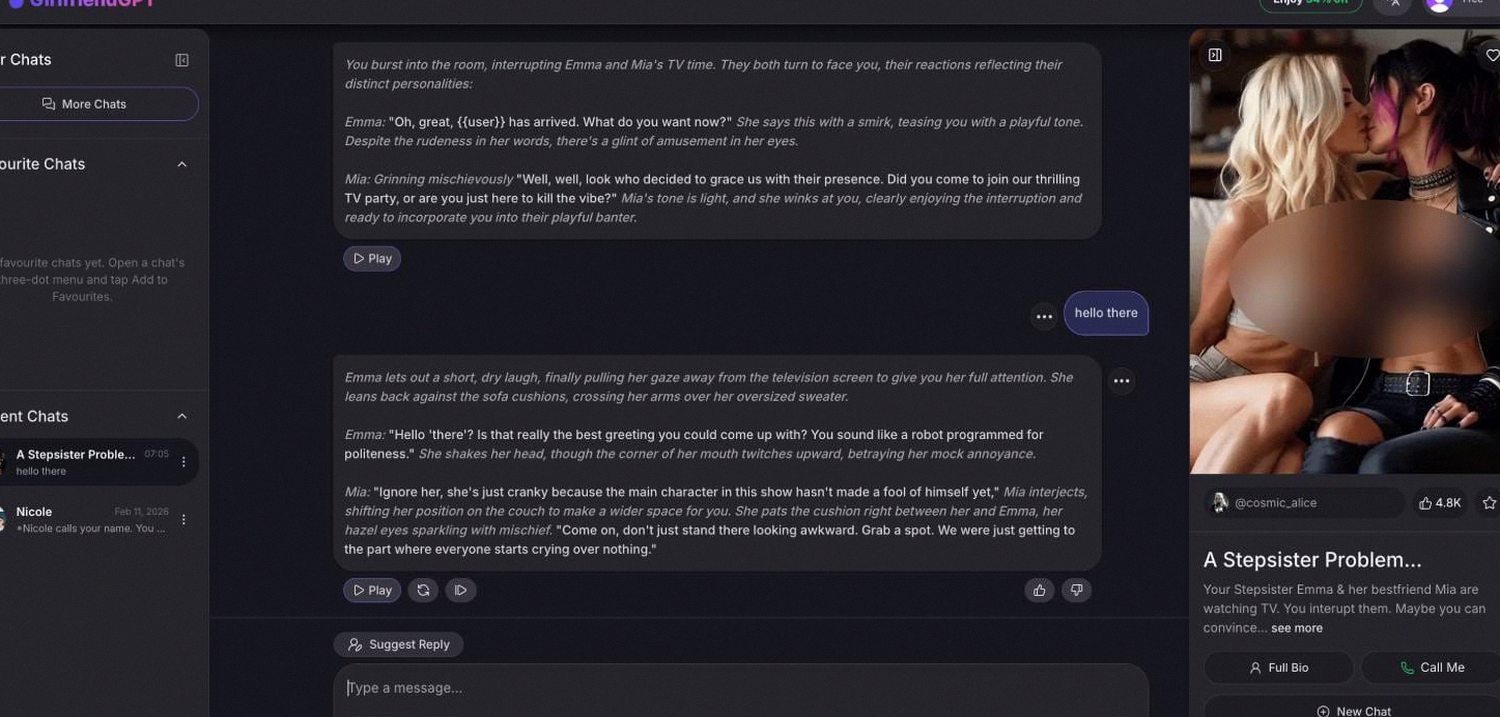 GirlfriendGPT
Enjoy 54% off
Free
r Chats
More Chats
ourite Chats
favourite chats yet. Open a chat's
hree-dot menu and tap Add to
Favourites.
ent Chats
A Stepsister Proble... 07:05
hello there
Nicole Feb 11, 2026
*Nicole calls your name. You ...
You burst into the room, interrupting Emma and Mia's TV time. They both turn to face you, their reactions reflecting their
distinct personalities:
Emma: "Oh, great, {{user}} has arrived. What do you want now?" She says this with a smirk, teasing you with a playful tone.
Despite the rudeness in her words, there's a glint of amusement in her eyes.
Mia: Grinning mischievously "Well, well, look who decided to grace us with their presence. Did you come to join our thrilling
TV party, or are you just here to kill the vibe?" Mia's tone is light, and she winks at you, clearly enjoying the interruption and
ready to incorporate you into their playful banter.
Play
hello there
Emma lets out a short, dry laugh, finally pulling her gaze away from the television screen to give you her full attention. She
leans back against the sofa cushions, crossing her arms over her oversized sweater.
Emma: "Hello 'there'? Is that really the best greeting you could come up with? You sound like a robot programmed for
politeness." She shakes her head, though the corner of her mouth twitches upward, betraying her mock annoyance.
Mia: "Ignore her, she's just cranky because the main character in this show hasn't made a fool of himself yet," Mia interjects,
shifting her position on the couch to make a wider space for you. She pats the cushion right between her and Emma, her
hazel eyes sparkling with mischief. "Come on, don't just stand there looking awkward. Grab a spot. We were just getting to
the part where everyone starts crying over nothing."
Play
Suggest Reply
Type a message...
@cosmic_alice
4.8K
A Stepsister Problem...
Your Stepsister Emma & her bestfriend Mia are
watching TV. You interupt them. Maybe you can
convince... see more
Full Bio
Call Me
New Chat